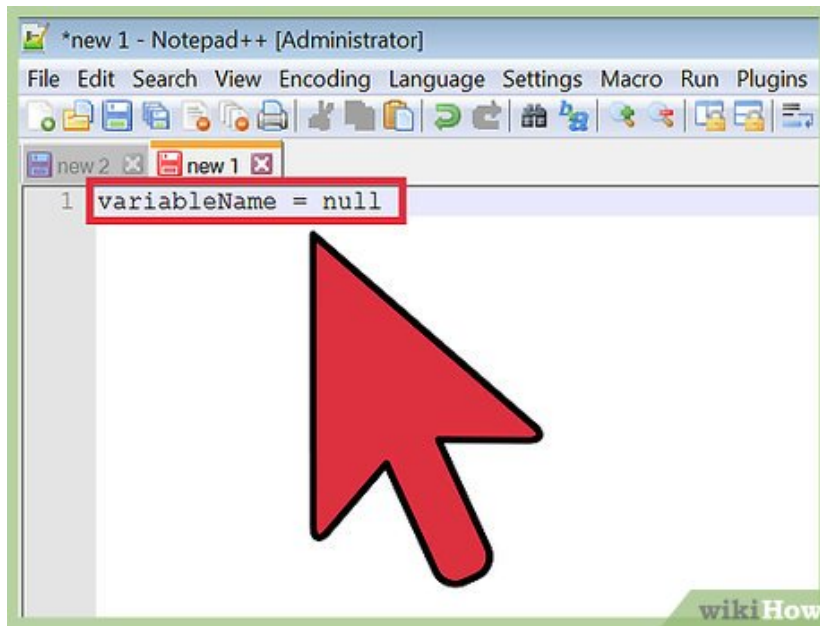 *new 1 - Notepad++ [Administrator]
File Edit Search View Encoding Language Settings Macro Run Plugins
new 2 new 1
1 variableName = null
wikiHow